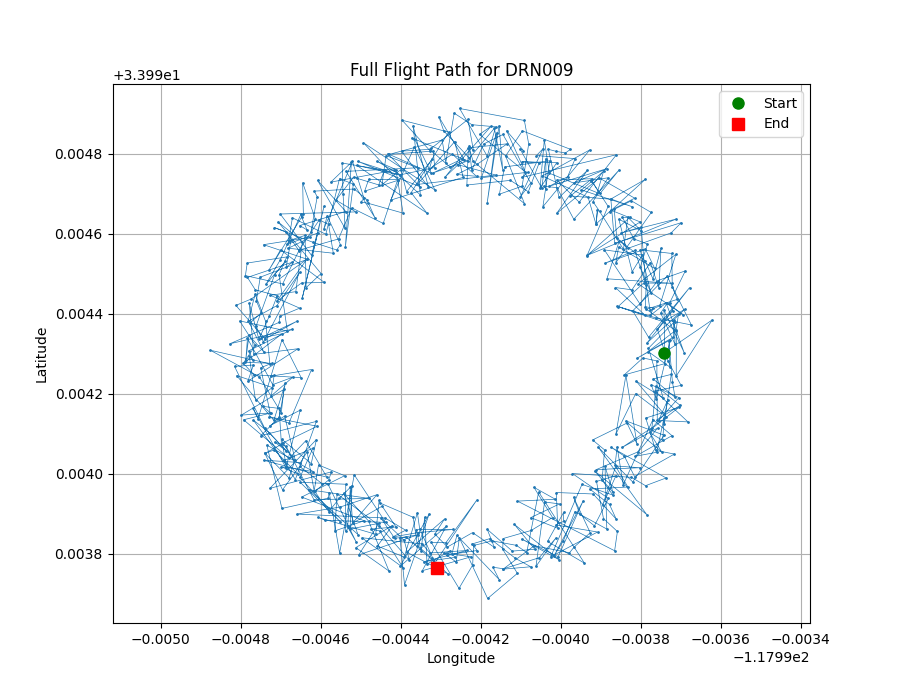 Full Flight Path for DRN009
+3.399e1
Start
End
0.0048
0.0046
0.0044
0.0042
0.0040
0.0038
Latitude
−0.0050 −0.0048 −0.0046 −0.0044 −0.0042 −0.0040 −0.0038 −0.0036 −0.0034
Longitude
−1.1799e2